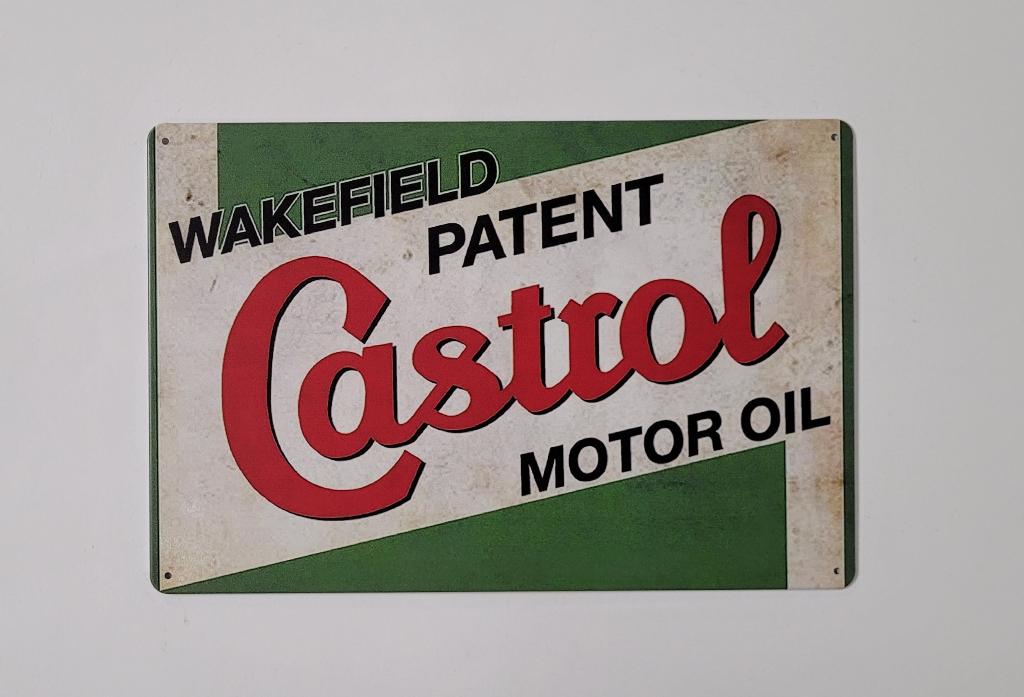 WAKEFIELD
PATENT
Castrol
MOTOR OIL